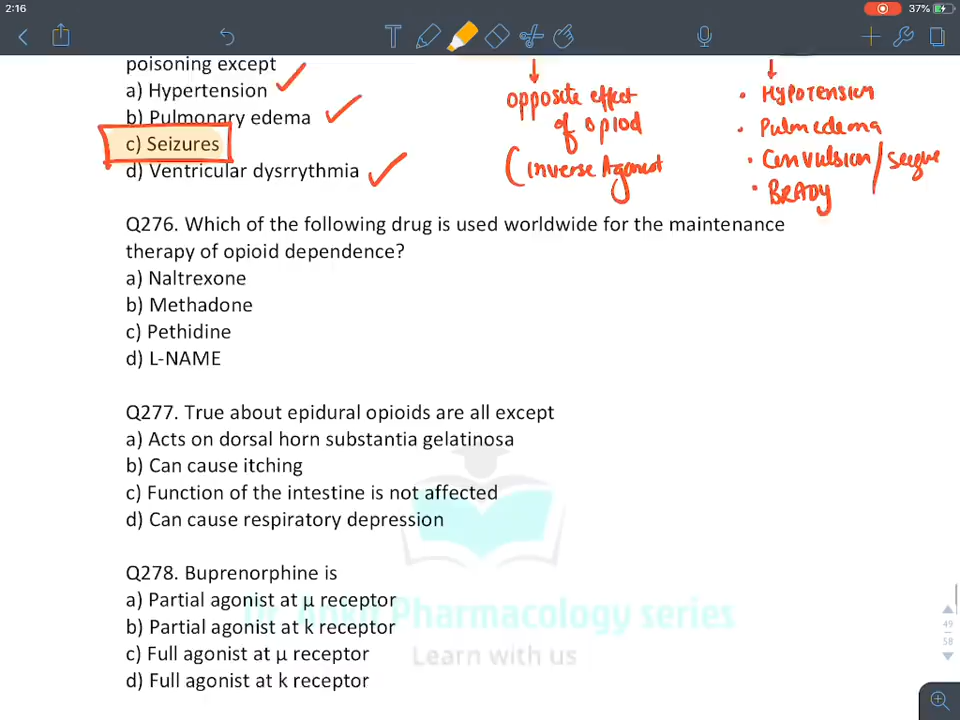 2:16
37%
poisoning except
a) Hypertension
b) Pulmonary edema
c) Seizures
d) Ventricular dysrrythmia
opposite effect
of opiod
(inverse Agonist
• Hypotension
• Pulm edema
• Convulsion/seizure
• BRADY
Q276. Which of the following drug is used worldwide for the maintenance
therapy of opioid dependence?
a) Naltrexone
b) Methadone
c) Pethidine
d) L-NAME
Q277. True about epidural opioids are all except
a) Acts on dorsal horn substantia gelatinosa
b) Can cause itching
c) Function of the intestine is not affected
d) Can cause respiratory depression
Q278. Buprenorphine is
a) Partial agonist at µ receptor
b) Partial agonist at k receptor
c) Full agonist at µ receptor
d) Full agonist at k receptor
Pharmacology series
Learn with us
49
58